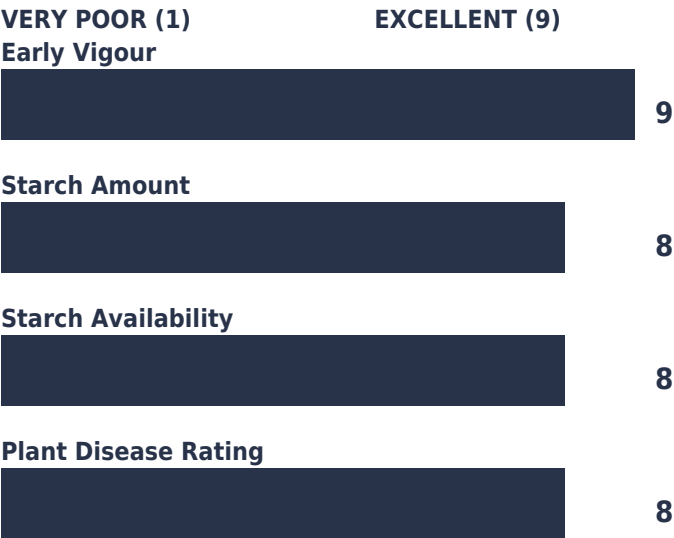 VERY POOR (1) EXCELLENT (9)
Early Vigour
9
Starch Amount
8
Starch Availability
8
Plant Disease Rating
8